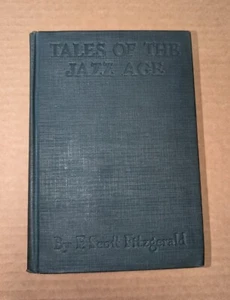 TALES OF THE
JAZZ AGE
By F. Scott Fitzgerald